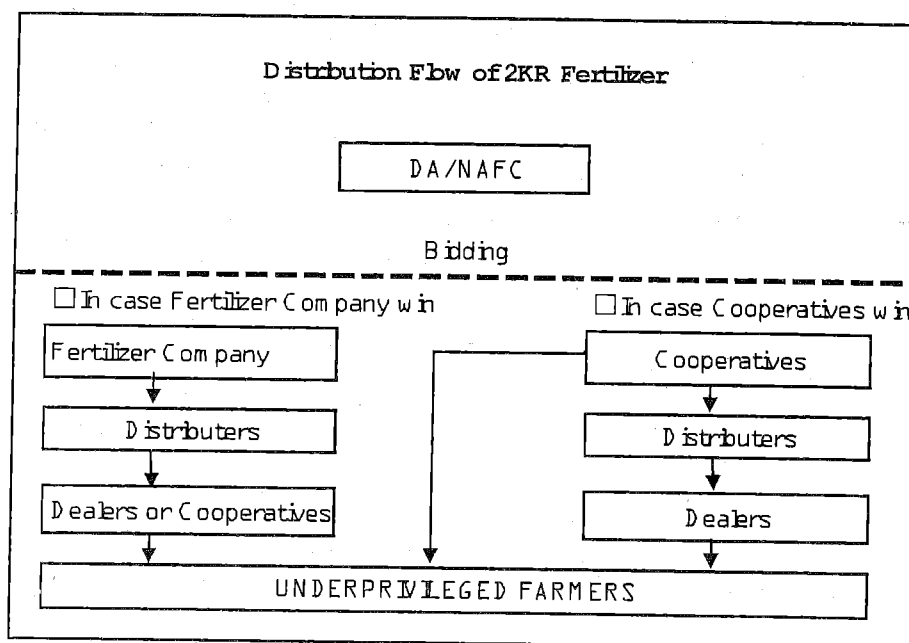 Distribution Flow of 2KR Fertilizer
DA/NAFC
Bidding
□In case Fertilizer Company win
Fertilizer Company
Distributers
Dealers or Cooperatives
□In case Cooperatives win
Cooperatives
Distributers
Dealers
UNDERPRIVILEGED FARMERS